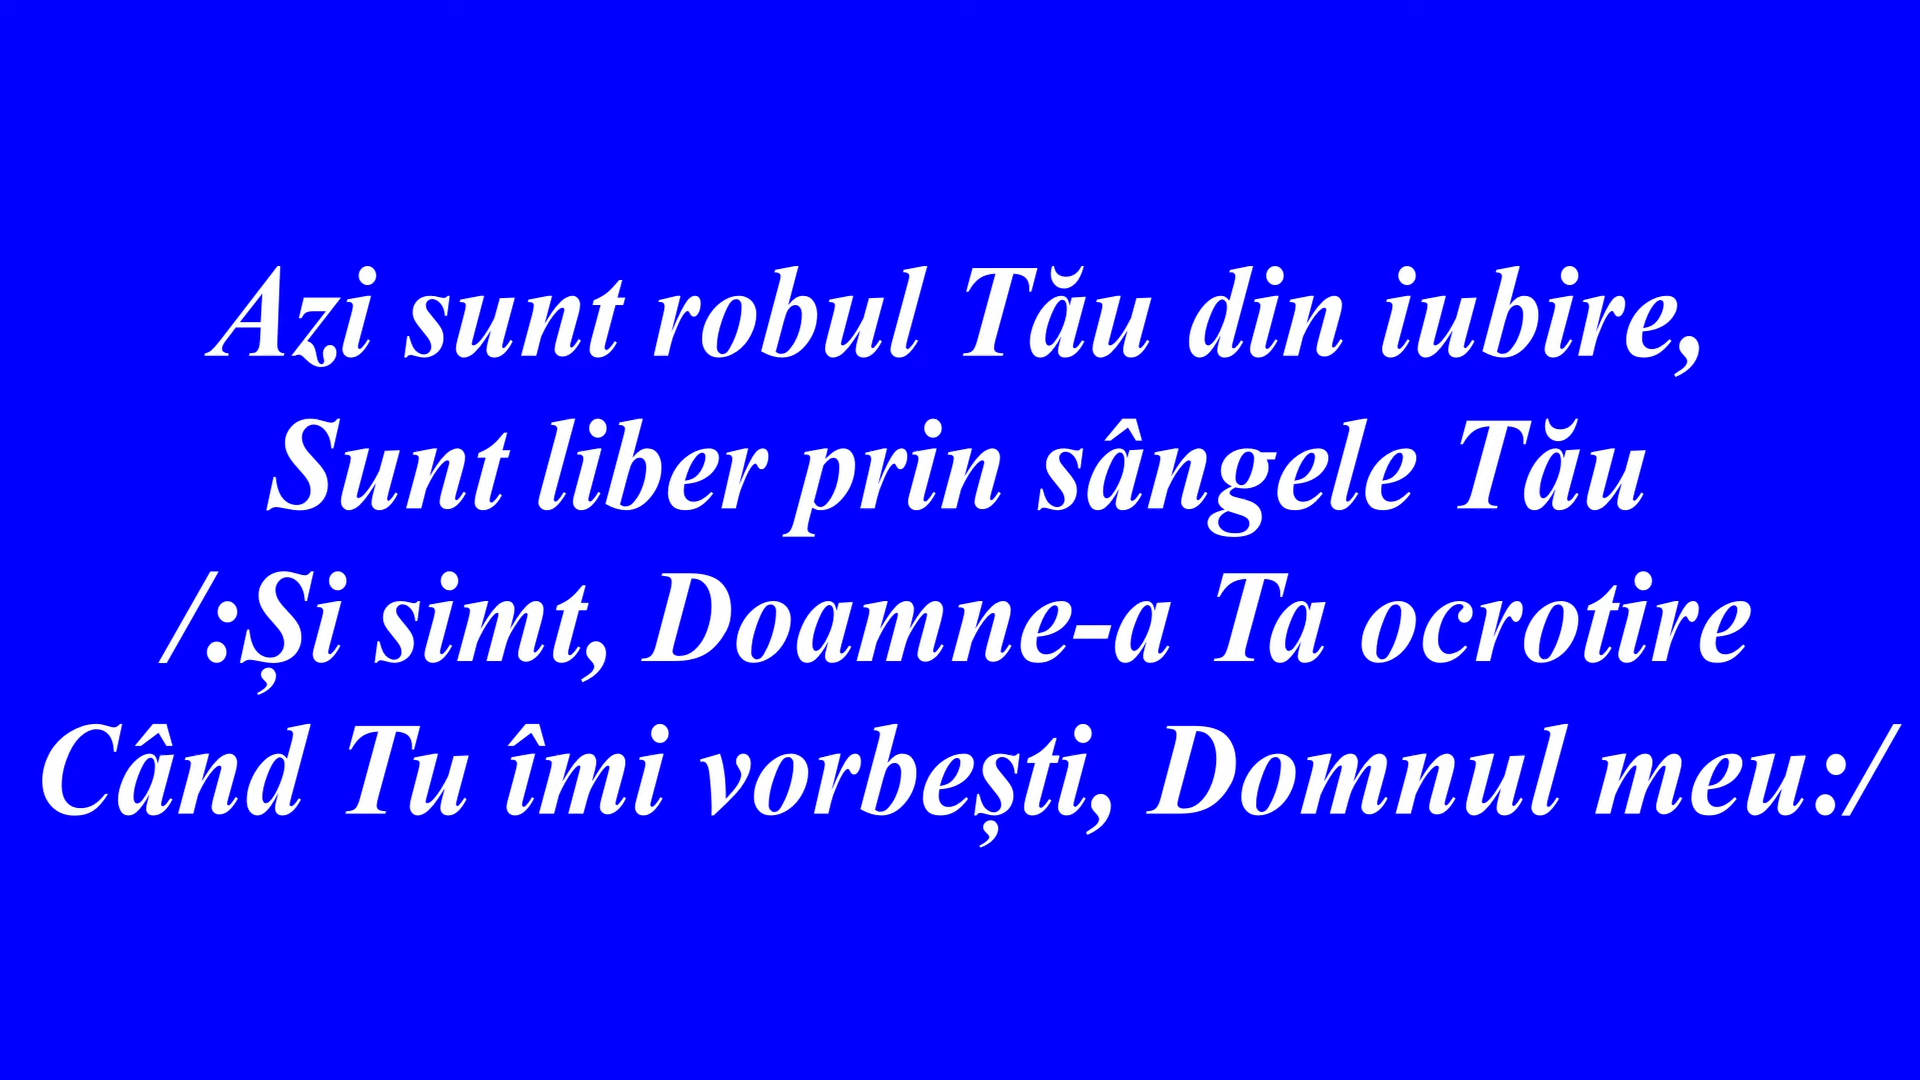 Azi sunt robul Tău din iubire,
Sunt liber prin sângele Tău
/:Și simt, Doamne-a Ta ocrotire
Când Tu îmi vorbești, Domnul meu:/